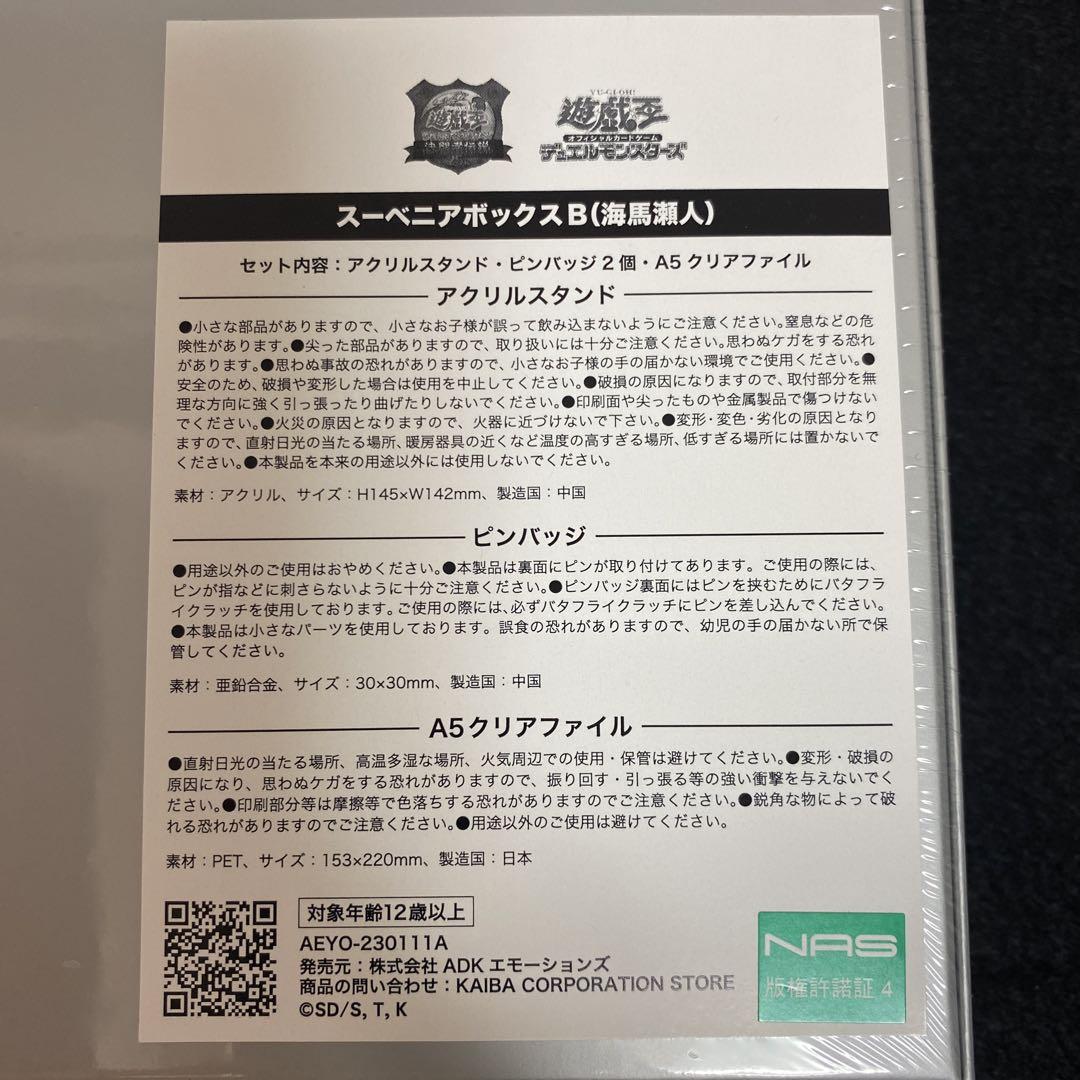 遊戯王
決闘者伝説
YU-GI-OH!
遊戯王
オフィシャルカードゲーム
デュエルモンスターズ
スーベニアボックスB(海馬瀬人)
セット内容：アクリルスタンド・ピンバッジ2個・A5クリアファイル
アクリルスタンド
●小さな部品がありますので、小さなお子様が誤って飲み込まないようにご注意ください。窒息などの危
険性があります。●尖った部品がありますので、取り扱いには十分ご注意ください。思わぬケガをする恐れ
があります。●思わぬ事故の恐れがありますので、小さなお子様の手の届かない環境でご使用ください。●
安全のため、破損や変形した場合は使用を中止してください。●破損の原因になりますので、取付部分を無
理な方向に強く引っ張ったり曲げたりしないでください。●印刷面や尖ったものや金属製品で傷つけない
でください。●火災の原因となりますので、火器に近づけないで下さい。●変形・変色・劣化の原因となり
ますので、直射日光の当たる場所、暖房器具の近くなど温度の高すぎる場所、低すぎる場所には置かないで
ください。●本製品を本来の用途以外には使用しないでください。
素材：アクリル、サイズ：H145×W142mm、製造国：中国
ピンバッジ
●用途以外のご使用はおやめください。●本製品は裏面にピンが取り付けてあります。ご使用の際には、
ピンが指などに刺さらないように十分ご注意ください。●ピンバッジ裏面にはピンを挟むためにバタフラ
イクラッチを使用しております。ご使用の際には、必ずバタフライクラッチにピンを差し込んでください。
●本製品は小さなパーツを使用しております。誤食の恐れがありますので、幼児の手の届かない所で保
管してください。
素材：亜鉛合金、サイズ：30×30mm、製造国：中国
A5クリアファイル
●直射日光の当たる場所、高温多湿な場所、火気周辺での使用・保管は避けてください。●変形・破損の
原因になり、思わぬケガをする恐れがありますので、振り回す・引っ張る等の強い衝撃を与えないでく
ださい。●印刷部分等は摩擦等で色落ちする恐れがありますのでご注意ください。●鋭角な物によって破
れる恐れがありますのでご注意ください。●用途以外のご使用は避けてください。
素材：PET、サイズ：153×220mm、製造国：日本
対象年齢12歳以上
AEYO-230111A
発売元：株式会社ADKエモーションズ
商品の問い合わせ：KAIBA CORPORATION STORE
©SD/S, T, K
NAS
版権許諾証 4